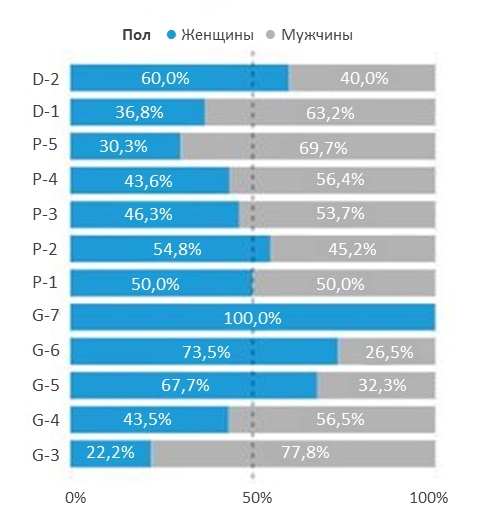 Пол Женщины Мужчины
D-2 60,0% 40,0%
D-1 36,8% 63,2%
P-5 30,3% 69,7%
P-4 43,6% 56,4%
P-3 46,3% 53,7%
P-2 54,8% 45,2%
P-1 50,0% 50,0%
G-7 100,0%
G-6 73,5% 26,5%
G-5 67,7% 32,3%
G-4 43,5% 56,5%
G-3 22,2% 77,8%
0% 50% 100%